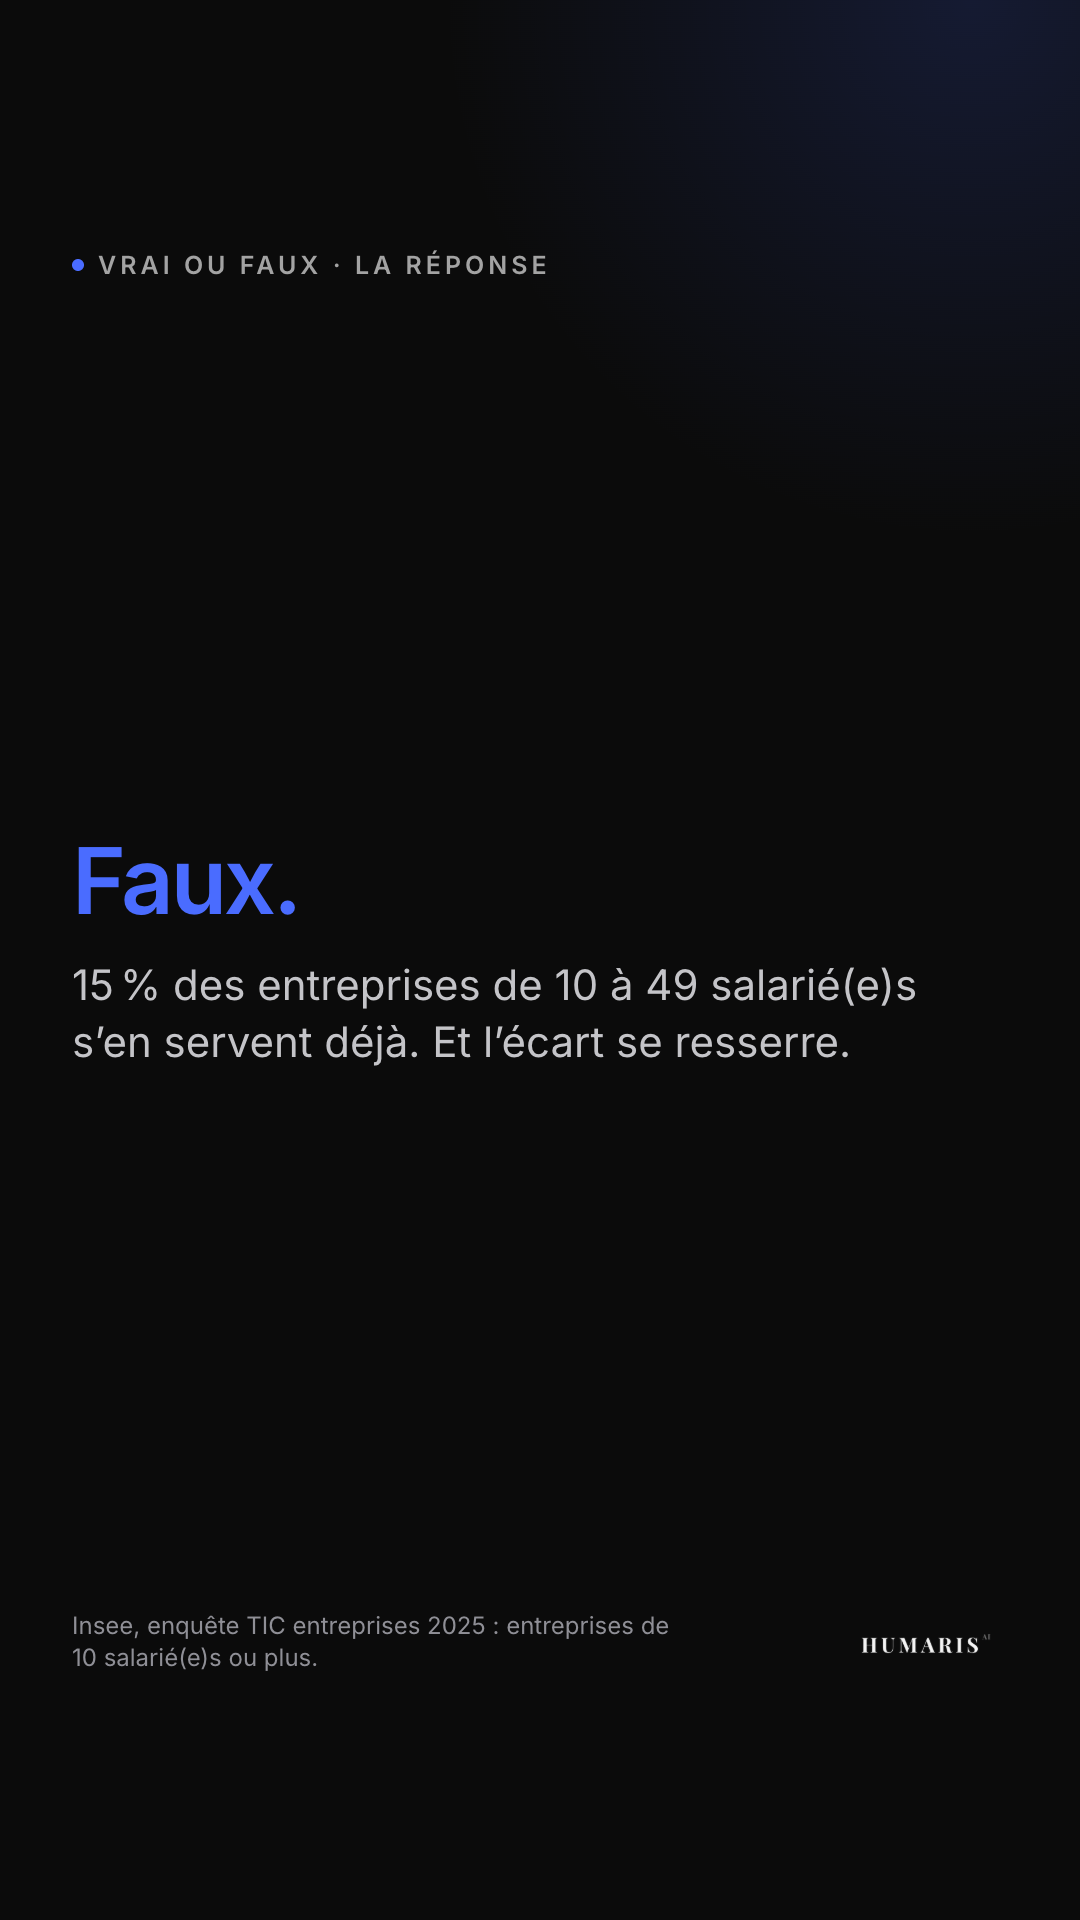 VRAI OU FAUX · LA RÉPONSE
Faux.
15 % des entreprises de 10 à 49 salarié(e)s
s’en servent déjà. Et l’écart se resserre.
Insee, enquête TIC entreprises 2025 : entreprises de
10 salarié(e)s ou plus.
HUMARIS AI